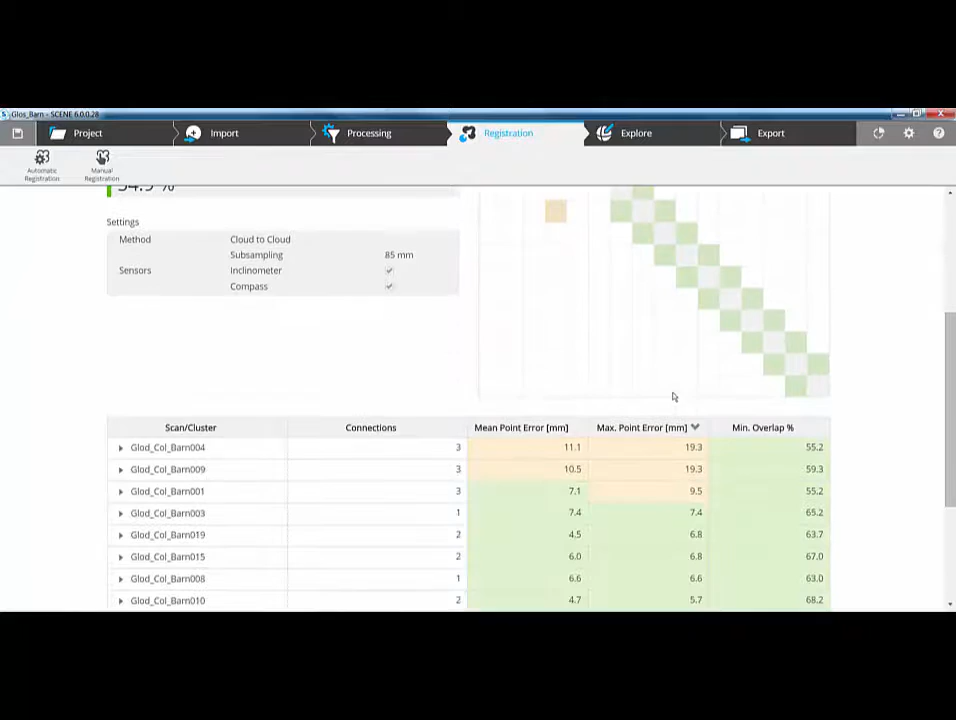 Glos_Barn - SCENE 6.0.0.28
Project
Import
Processing
Registration
Explore
Export
Automatic Registration
Manual Registration
54.9 %
Settings
Method Cloud to Cloud
Subsampling 85 mm
Sensors Inclinometer
Compass
Scan/Cluster Connections Mean Point Error [mm] Max. Point Error [mm] Min. Overlap %
Glod_Col_Barn004 3 11.1 19.3 55.2
Glod_Col_Barn009 3 10.5 19.3 59.3
Glod_Col_Barn001 3 7.1 9.5 55.2
Glod_Col_Barn003 1 7.4 7.4 65.2
Glod_Col_Barn019 2 4.5 6.8 63.7
Glod_Col_Barn015 2 6.0 6.8 67.0
Glod_Col_Barn008 1 6.6 6.6 63.0
Glod_Col_Barn010 2 4.7 5.7 68.2